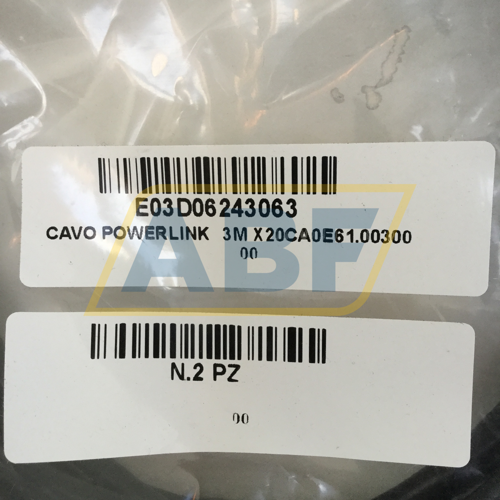 E03D06243063
CAVO POWERLINK 3M X20CA0E61.00300
00
ABF
N.2 PZ
00